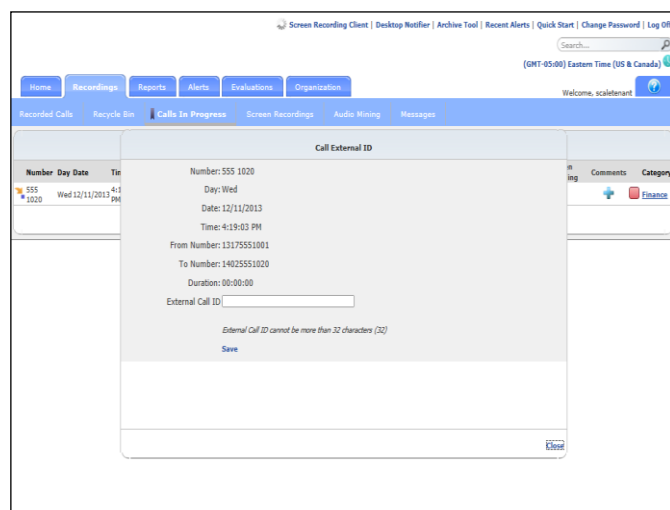 Screen Recording Client | Desktop Notifier | Archive Tool | Recent Alerts | Quick Start | Change Password | Log Off
Search...
(GMT-05:00) Eastern Time (US & Canada)
Home Recordings Reports Alerts Evaluations Organization
Welcome, scaletenant
Recorded Calls Recycle Bin Calls In Progress Screen Recordings Audio Mining Messages
Call External ID
Number Day Date Comments Category
555 1020 Wed 12/11/2013 Finance
Number: 555 1020
Day: Wed
Date: 12/11/2013
Time: 4:19:03 PM
From Number: 13175551001
To Number: 14025551020
Duration: 00:00:00
External Call ID
External Call ID cannot be more than 32 characters (32)
Save
Close